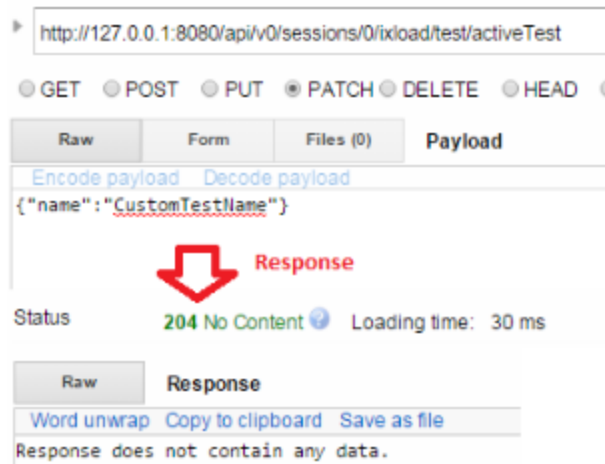 http://127.0.0.1:8080/api/v0/sessions/0/ixload/test/activeTest
GET POST PUT PATCH DELETE HEAD
Raw Form Files (0) Payload
Encode payload Decode payload
{"name":"CustomTestName"}
Response
Status 204 No Content ? Loading time: 30 ms
Raw Response
Word unwrap Copy to clipboard Save as file
Response does not contain any data.